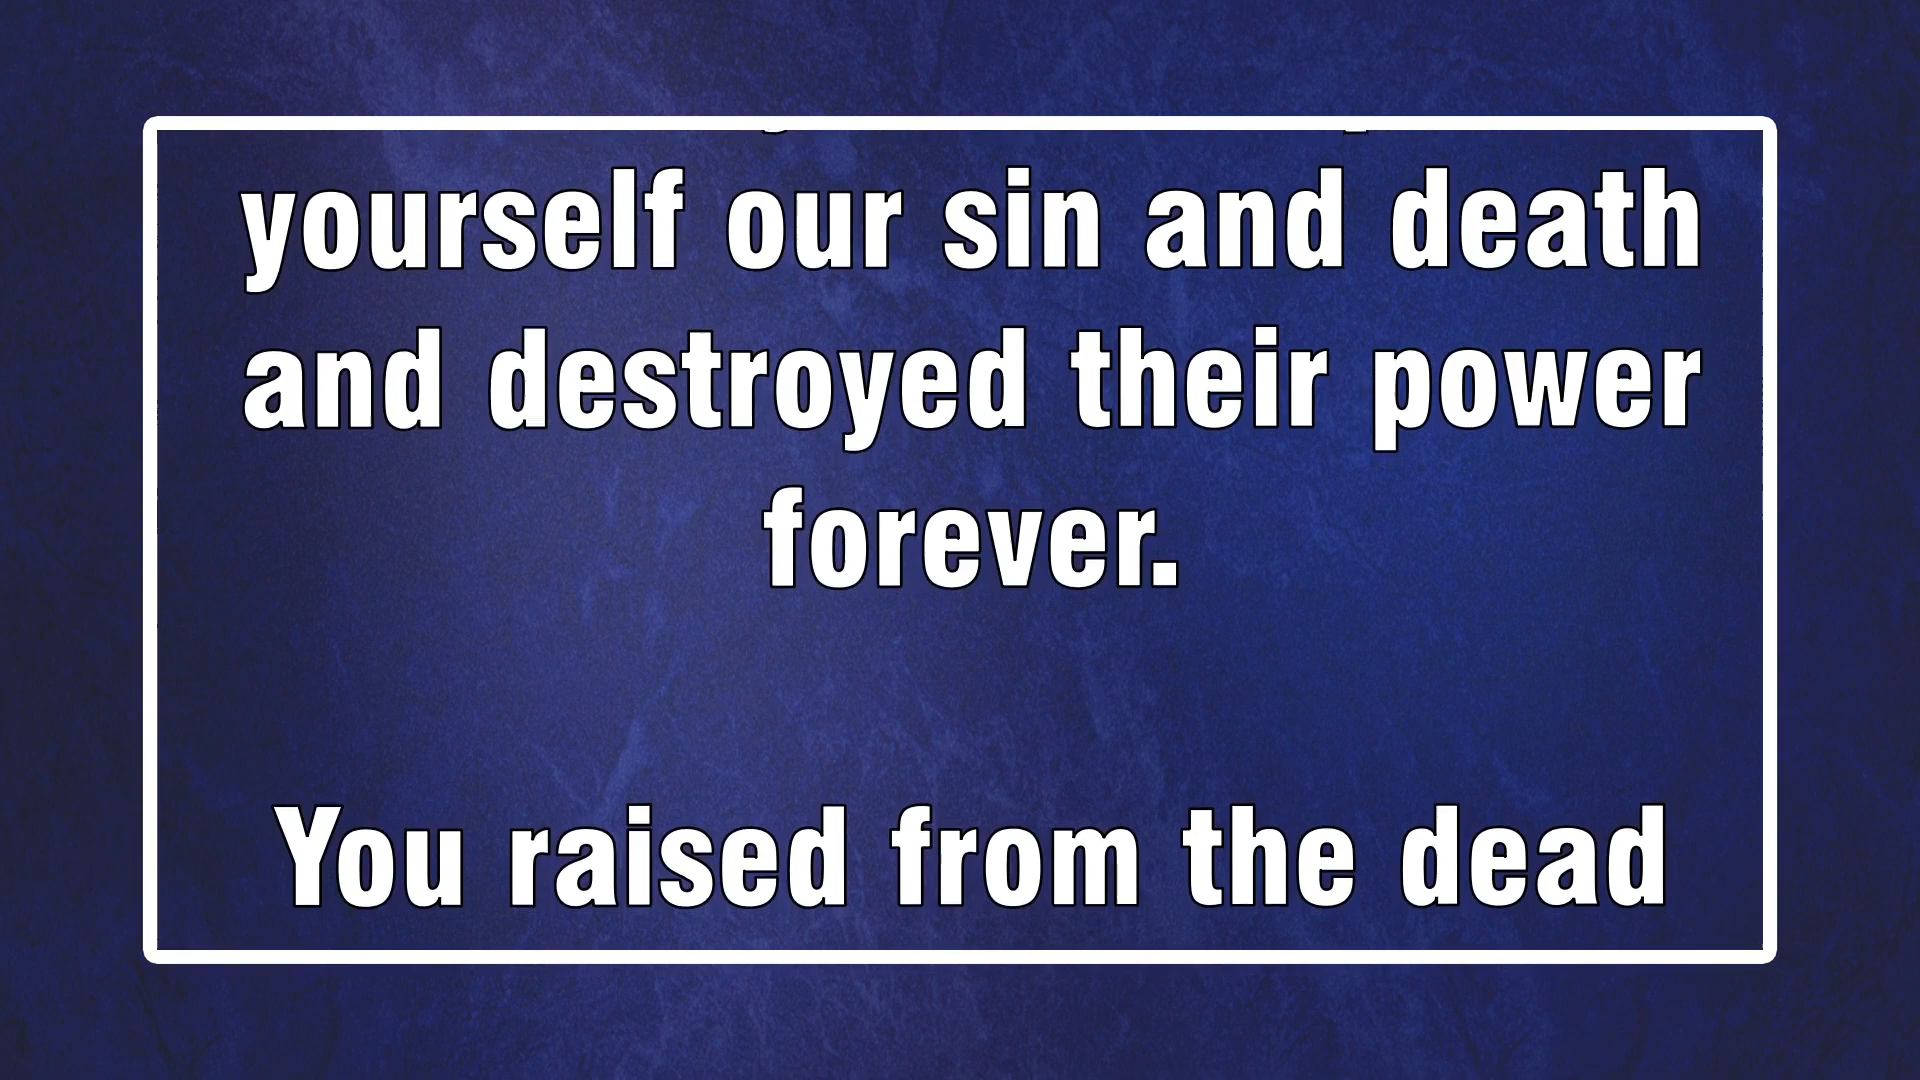 yourself our sin and death
and destroyed their power
forever.
You raised from the dead